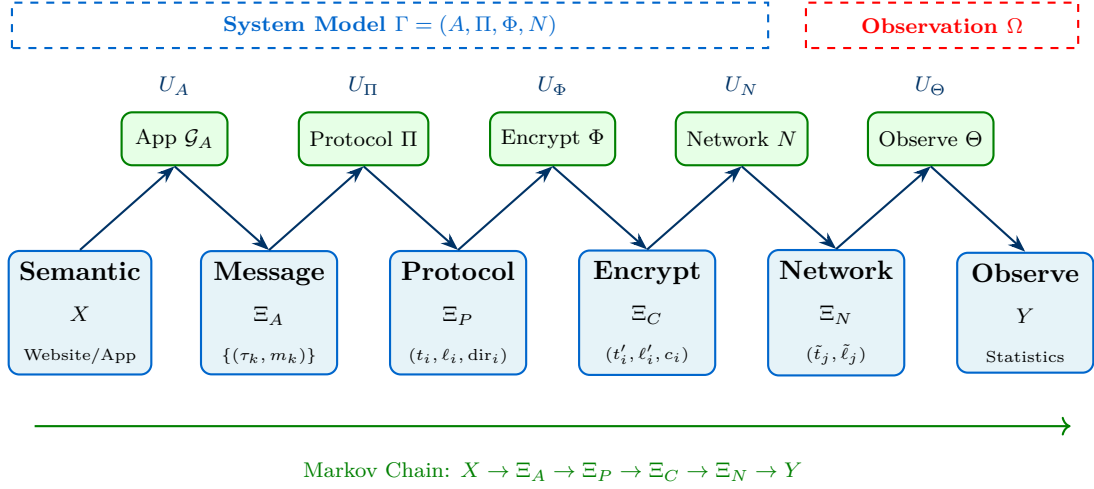 System Model Γ = (A, Π, Φ, N)
Observation Ω
U_A
U_Π
U_Φ
U_N
U_Θ
App 𝒢_A
Protocol Π
Encrypt Φ
Network N
Observe Θ
Semantic
X
Website/App
Message
Ξ_A
{(τ_k, m_k)}
Protocol
Ξ_P
(t_i, ℓ_i, dir_i)
Encrypt
Ξ_C
(t′_i, ℓ′_i, c_i)
Network
Ξ_N
(t̃_j, ℓ̃_j)
Observe
Y
Statistics
Markov Chain: X → Ξ_A → Ξ_P → Ξ_C → Ξ_N → Y